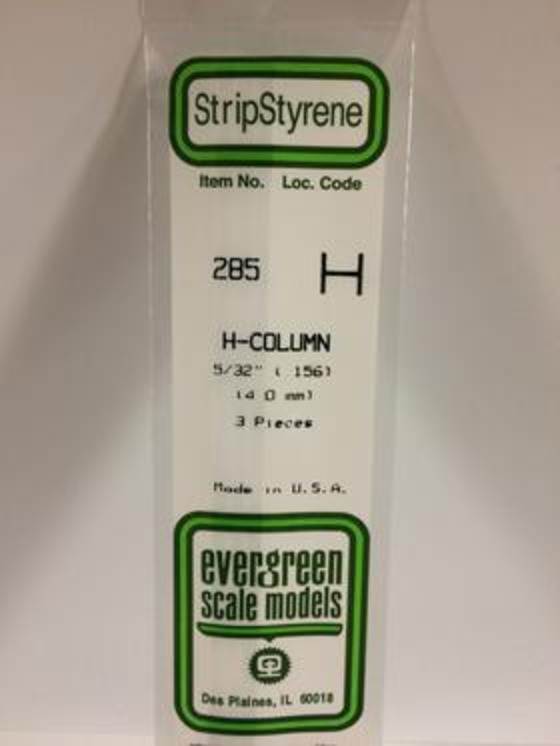 StripStyrene
Item No. Loc. Code
285 H
H-COLUMN
5/32" ( 156)
(4 0 mm)
3 Pieces
Made in U.S.A.
evergreen
scale models
Des Plaines, IL 60018